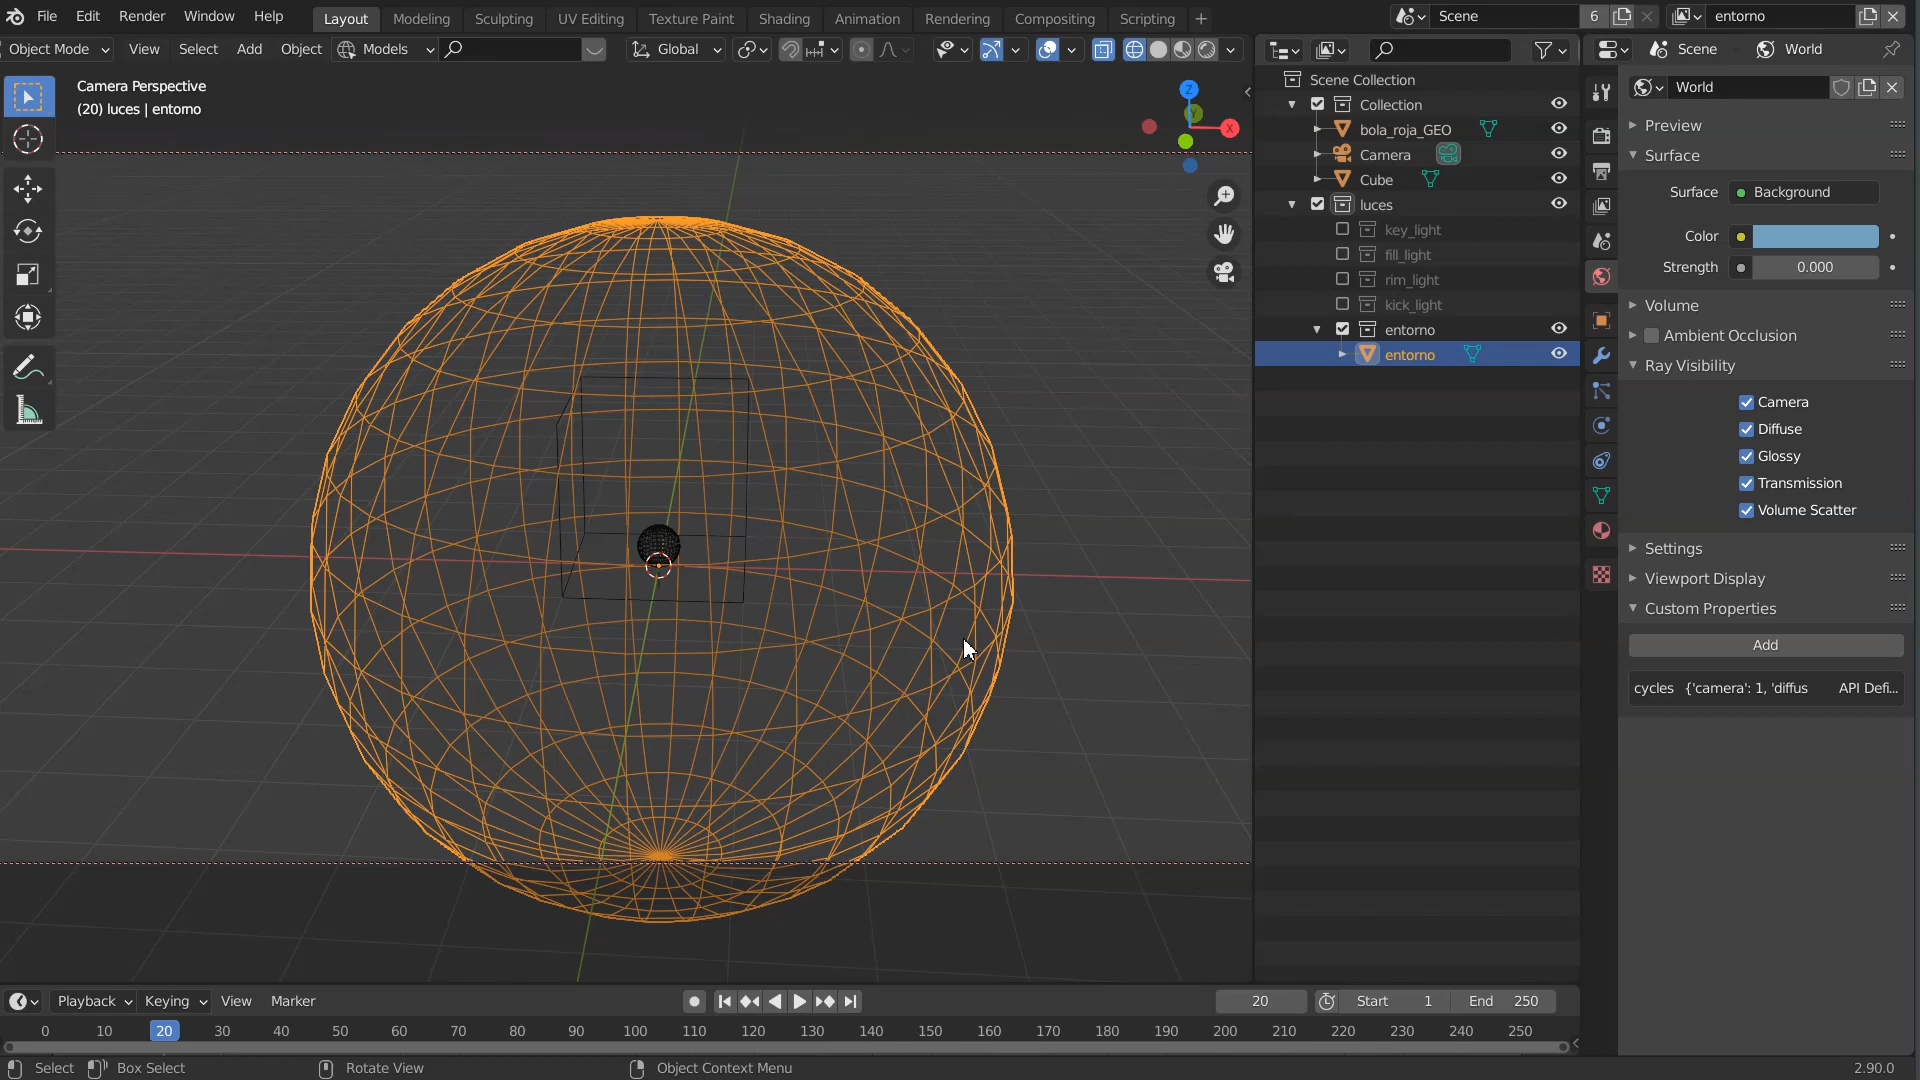 File Edit Render Window Help Layout Modeling Sculpting UV Editing Texture Paint Shading Animation Rendering Compositing Scripting + Scene 6 entorno
Object Mode View Select Add Object Models Global Scene World
Camera Perspective
(20) luces | entorno
Z
Y
X
Scene Collection
Collection
bola_roja_GEO
Camera
Cube
luces
key_light
fill_light
rim_light
kick_light
entorno
entorno
World
Preview
Surface
Surface Background
Color
Strength 0.000
Volume
Ambient Occlusion
Ray Visibility
Camera
Diffuse
Glossy
Transmission
Volume Scatter
Settings
Viewport Display
Custom Properties
Add
cycles {'camera': 1, 'diffus API Defi...
Playback Keying View Marker 20 Start 1 End 250
0 10 20 30 40 50 60 70 80 90 100 110 120 130 140 150 160 170 180 190 200 210 220 230 240 250
Select Box Select Rotate View Object Context Menu 2.90.0